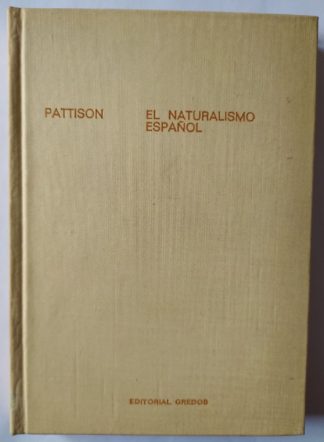 PATTISON EL NATURALISMO
ESPAÑOL
EDITORIAL GREDOS